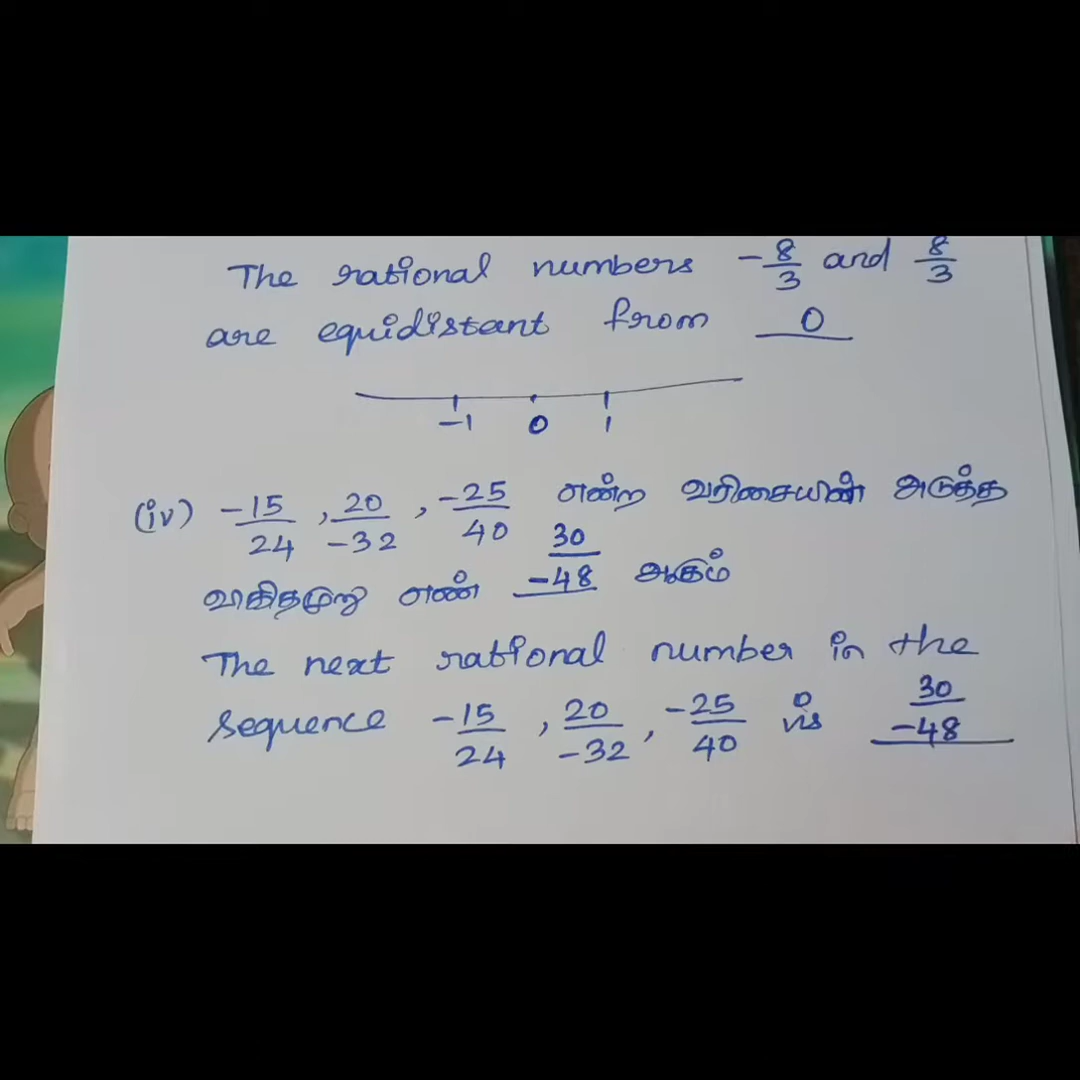 The rational numbers -8/3 and 8/3
are equidistant from 0
-1 0 1
(iv) -15/24, 20/-32, -25/40 என்ற வரிசையின் அடுத்த
விகிதமுறு எண் 30/-48 ஆகும்
The next rational number in the
sequence -15/24, 20/-32, -25/40 is 30/-48